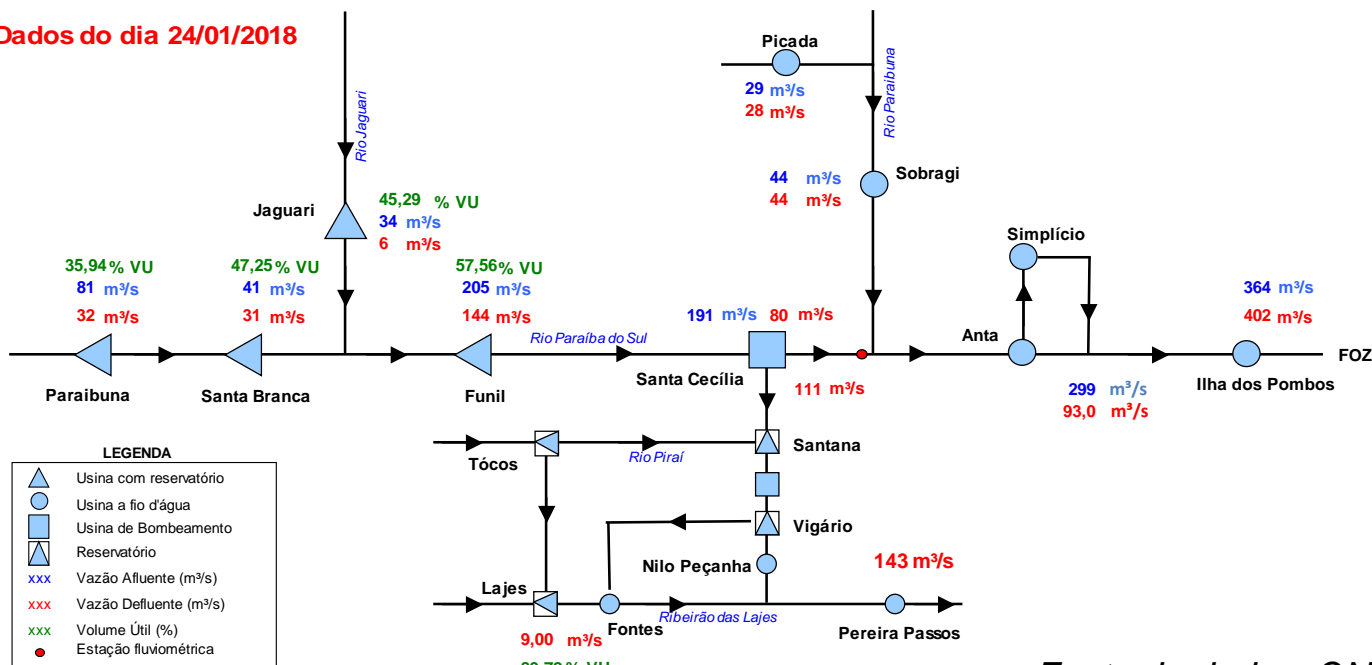 Dados do dia 24/01/2018
Picada
29 m³/s
28 m³/s
Rio Paraibuna
Rio Jaguari
44 m³/s
44 m³/s
Sobragi
Jaguari
45,29 % VU
34 m³/s
6 m³/s
Simplício
35,94 % VU
81 m³/s
32 m³/s
47,25 % VU
41 m³/s
31 m³/s
57,56 % VU
205 m³/s
144 m³/s
Rio Paraíba do Sul
191 m³/s 80 m³/s
364 m³/s
402 m³/s
Anta
FOZ
Paraibuna
Santa Branca
Funil
Santa Cecília
111 m³/s
299 m³/s
93,0 m³/s
Ilha dos Pombos
Tócos
Rio Piraí
Santana
Vigário
Nilo Peçanha
143 m³/s
Lajes
Fontes
Ribeirão das Lajes
Pereira Passos
9,00 m³/s
LEGENDA
Usina com reservatório
Usina a fio d'água
Usina de Bombeamento
Reservatório
xxx Vazão Afluente (m³/s)
xxx Vazão Defluente (m³/s)
xxx Volume Útil (%)
Estação fluviométrica